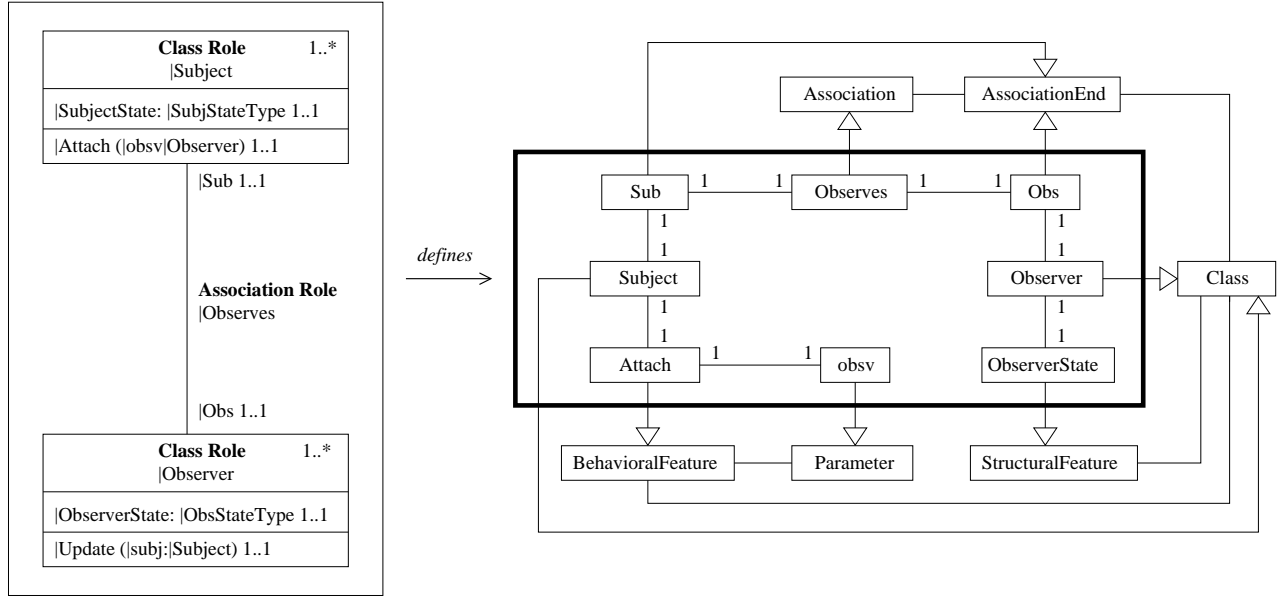 Class Role 1..*
|Subject
|SubjectState: |SubjStateType 1..1
|Attach (|obsv|Observer) 1..1
|Sub 1..1
Association Role
|Observes
|Obs 1..1
Class Role 1..*
|Observer
|ObserverState: |ObsStateType 1..1
|Update (|subj:|Subject) 1..1
defines
Association AssociationEnd
Sub 1 1 Observes 1 1 Obs
1 1
1 1
Subject Observer Class
1 1
1 1
Attach 1 1 obsv ObserverState
BehavioralFeature Parameter StructuralFeature